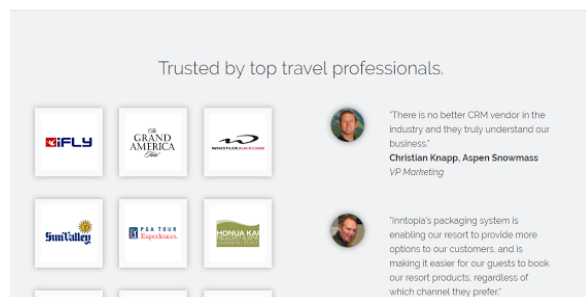 Trusted by top travel professionals.
iFLY
The
GRAND
AMERICA
Hotel
WHISTLER BLACKCOMB
Sun Valley
PGA TOUR
Experiences.
HONUA KAI
"There is no better CRM vendor in the
industry and they truly understand our
business."
Christian Knapp, Aspen Snowmass
VP Marketing
"Inntopia's packaging system is
enabling our resort to provide more
options to our customers, and is
making it easier for our guests to book
our resort products, regardless of
which channel they prefer."